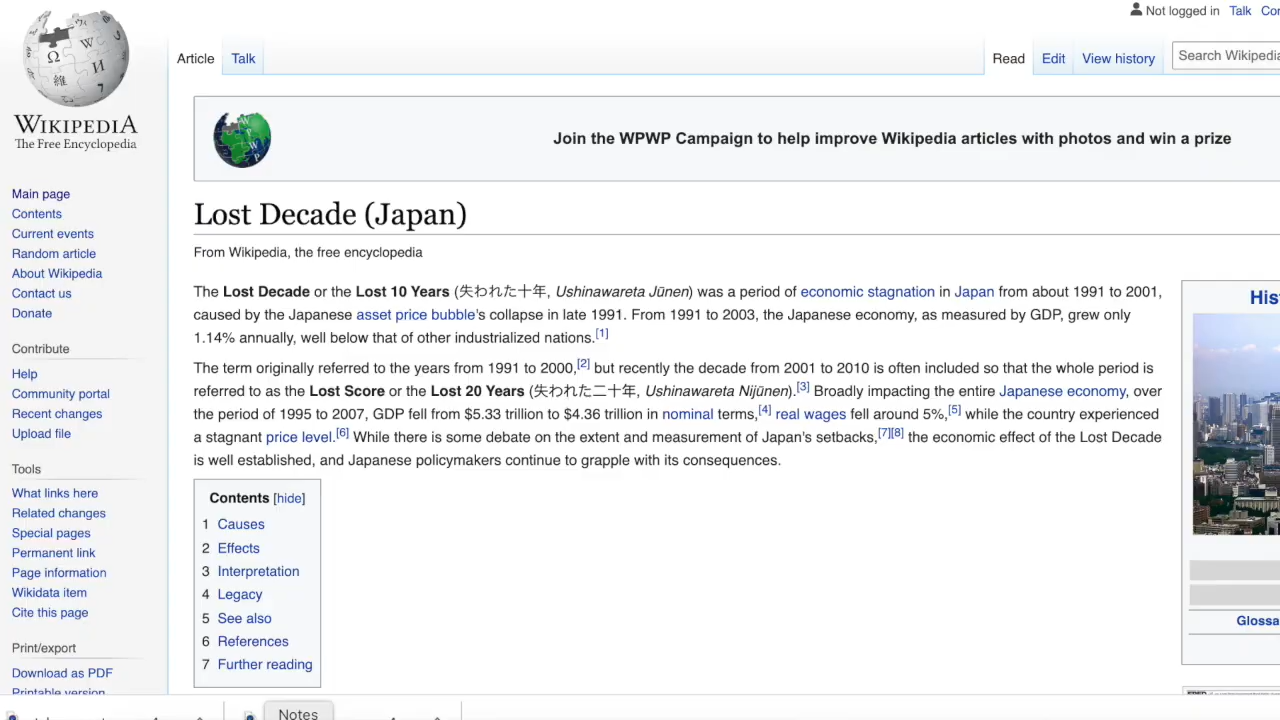 Not logged in Talk
Article Talk Read Edit View history Search Wikipedia
WIKIPEDIA
The Free Encyclopedia
Join the WPWP Campaign to help improve Wikipedia articles with photos and win a prize
Main page
Contents
Current events
Random article
About Wikipedia
Contact us
Donate
Contribute
Help
Community portal
Recent changes
Upload file
Tools
What links here
Related changes
Special pages
Permanent link
Page information
Wikidata item
Cite this page
Print/export
Download as PDF
Printable version
Lost Decade (Japan)
From Wikipedia, the free encyclopedia
The Lost Decade or the Lost 10 Years (失われた十年, Ushinawareta Jūnen) was a period of economic stagnation in Japan from about 1991 to 2001,
caused by the Japanese asset price bubble's collapse in late 1991. From 1991 to 2003, the Japanese economy, as measured by GDP, grew only
1.14% annually, well below that of other industrialized nations.[1]
The term originally referred to the years from 1991 to 2000,[2] but recently the decade from 2001 to 2010 is often included so that the whole period is
referred to as the Lost Score or the Lost 20 Years (失われた二十年, Ushinawareta Nijūnen).[3] Broadly impacting the entire Japanese economy, over
the period of 1995 to 2007, GDP fell from $5.33 trillion to $4.36 trillion in nominal terms,[4] real wages fell around 5%,[5] while the country experienced
a stagnant price level.[6] While there is some debate on the extent and measurement of Japan's setbacks,[7][8] the economic effect of the Lost Decade
is well established, and Japanese policymakers continue to grapple with its consequences.
Contents [hide]
1 Causes
2 Effects
3 Interpretation
4 Legacy
5 See also
6 References
7 Further reading
His
Glossa
Notes